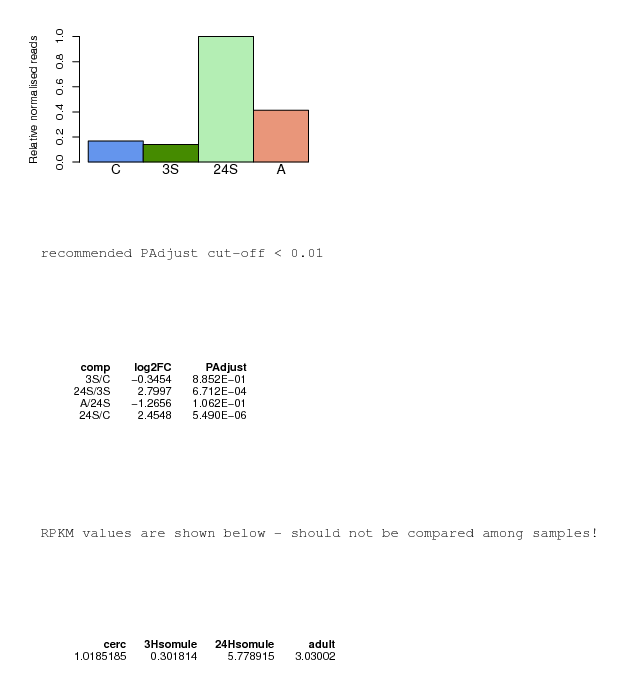 Relative normalised reads
1.0
0.8
0.6
0.4
0.2
0.0
C 3S 24S A
recommended PAdjust cut-off < 0.01
comp log2FC PAdjust
3S/C −0.3454 8.852E−01
24S/3S 2.7997 6.712E−04
A/24S −1.2656 1.062E−01
24S/C 2.4548 5.490E−06
RPKM values are shown below - should not be compared among samples!
cerc 3Hsomule 24Hsomule adult
1.0185185 0.301814 5.778915 3.03002